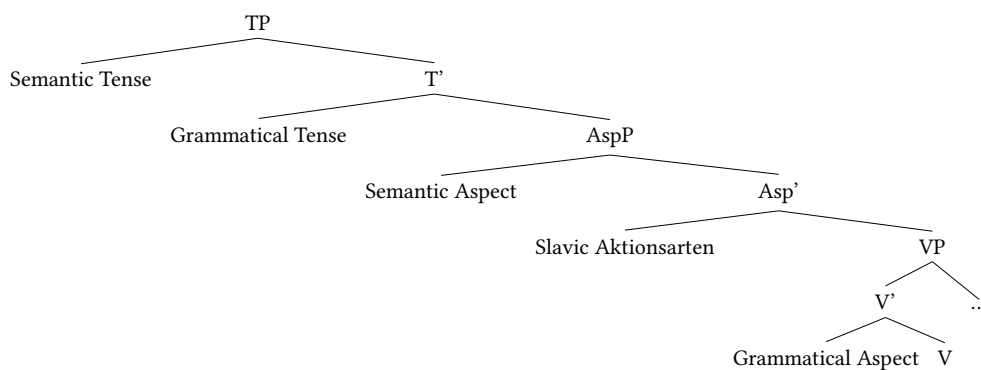 TP
Semantic Tense T’
Grammatical Tense AspP
Semantic Aspect Asp’
Slavic Aktionsarten VP
V’ ..
Grammatical Aspect V